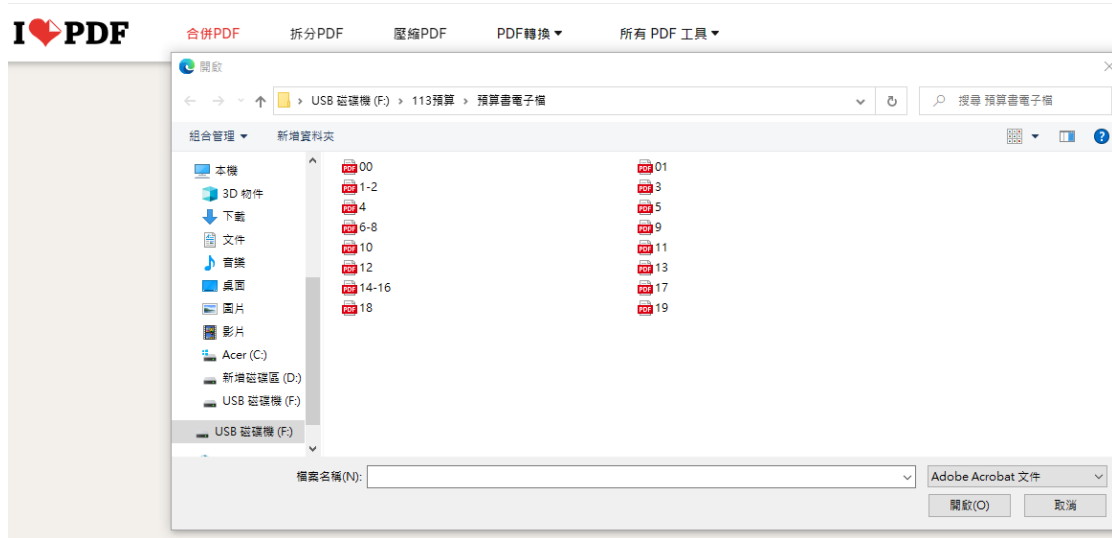 I PDF 合併PDF 拆分PDF 壓縮PDF PDF轉換 所有 PDF 工具
開啟
USB 磁碟機 (F:) › 113預算 › 預算書電子檔 搜尋 預算書電子檔
組合管理 新增資料夾
本機
3D 物件
下載
文件
音樂
桌面
圖片
影片
Acer (C:)
新增磁碟區 (D:)
USB 磁碟機 (F:)
USB 磁碟機 (F:)
00 01
1-2 3
4 5
6-8 9
10 11
12 13
14-16 17
18 19
檔案名稱(N): Adobe Acrobat 文件
開啟(O) 取消